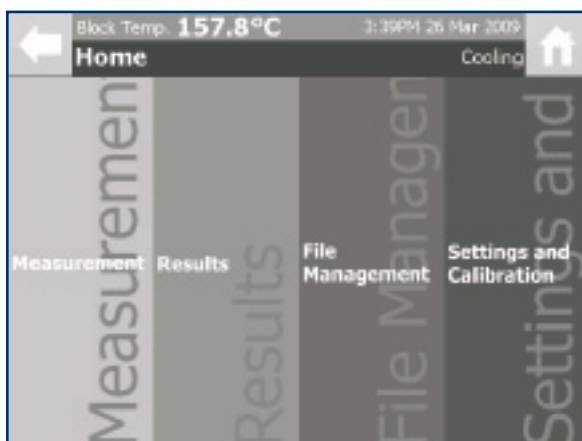 Block Temp. 157.8°C 3:39PM 26 Mar 2009
Home Cooling
Measurement
Measurement
Results
Results
File
Management
File Managen
Settings and
Calibration
Settings and